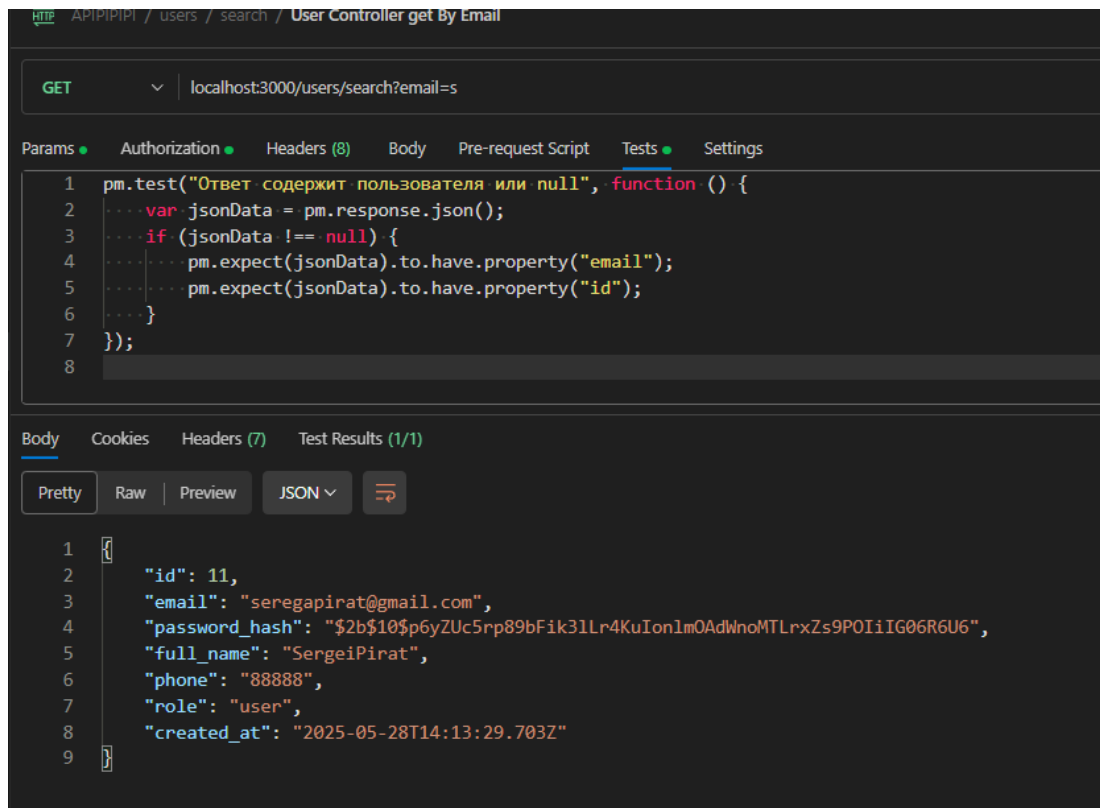 HTTP APIPIPIPI / users / search / User Controller get By Email
GET localhost:3000/users/search?email=s
Params Authorization Headers (8) Body Pre-request Script Tests Settings
1 pm.test("Ответ содержит пользователя или null", function () {
2 var jsonData = pm.response.json();
3 if (jsonData !== null) {
4 pm.expect(jsonData).to.have.property("email");
5 pm.expect(jsonData).to.have.property("id");
6 }
7 });
8
Body Cookies Headers (7) Test Results (1/1)
Pretty Raw Preview JSON
1 {
2 "id": 11,
3 "email": "seregapirat@gmail.com",
4 "password_hash": "$2b$10$p6yZUc5rp89bFik3lLr4KuIonlmOAdWnoMTLrxZs9POIiIG06R6U6",
5 "full_name": "SergeiPirat",
6 "phone": "88888",
7 "role": "user",
8 "created_at": "2025-05-28T14:13:29.703Z"
9 }